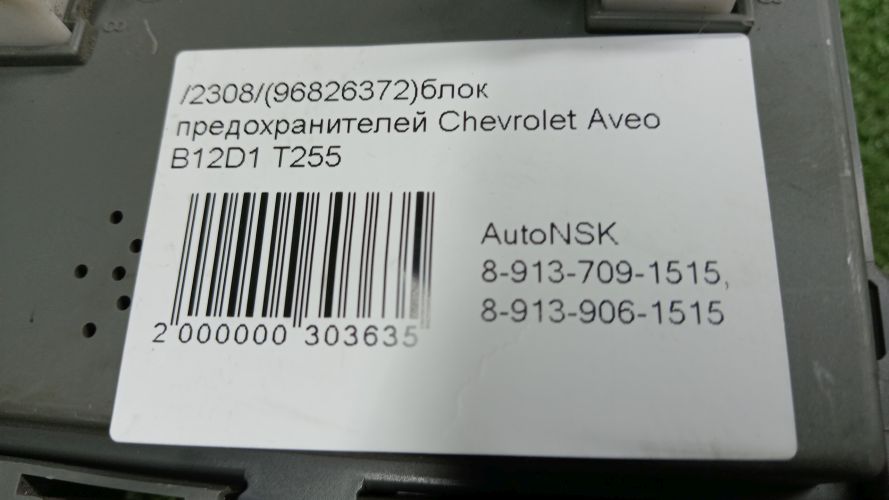 /2308/(96826372)блок
предохранителей Chevrolet Aveo
B12D1 T255
AutoNSK
8-913-709-1515,
8-913-906-1515
2 000000 303635